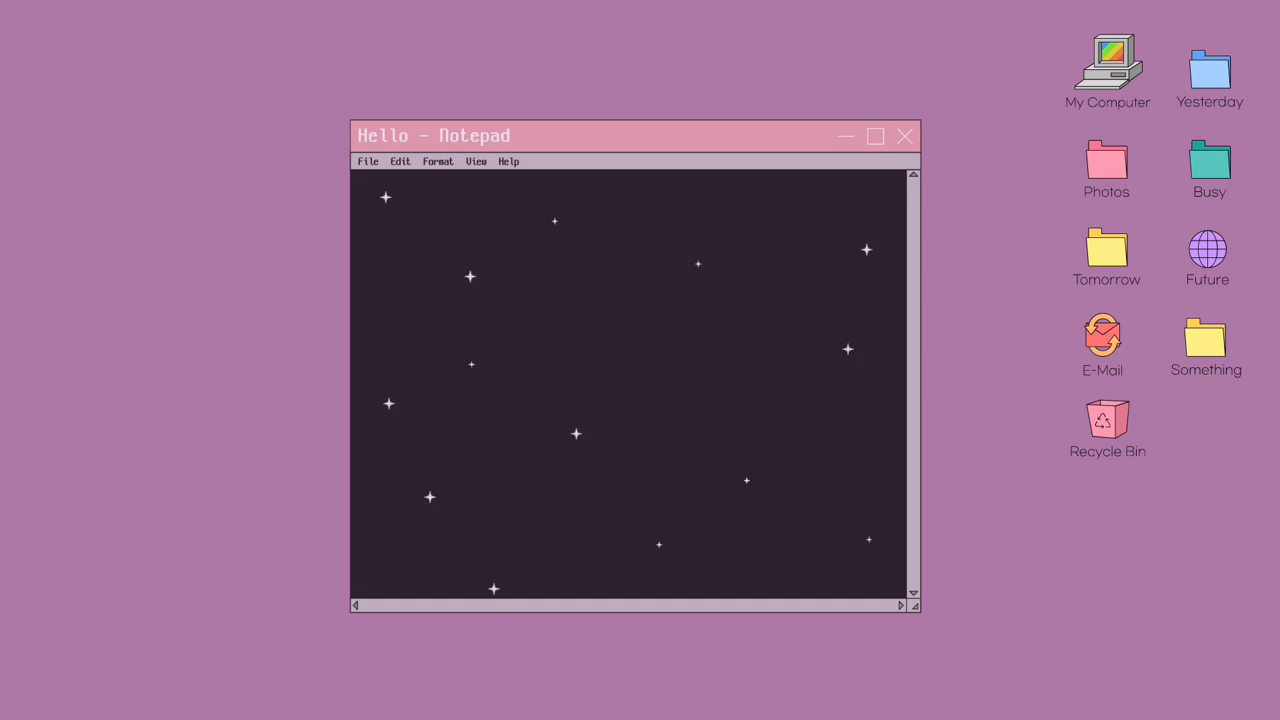 Hello - Notepad
File Edit Format View Help
My Computer
Yesterday
Photos
Busy
Tomorrow
Future
E-Mail
Something
Recycle Bin